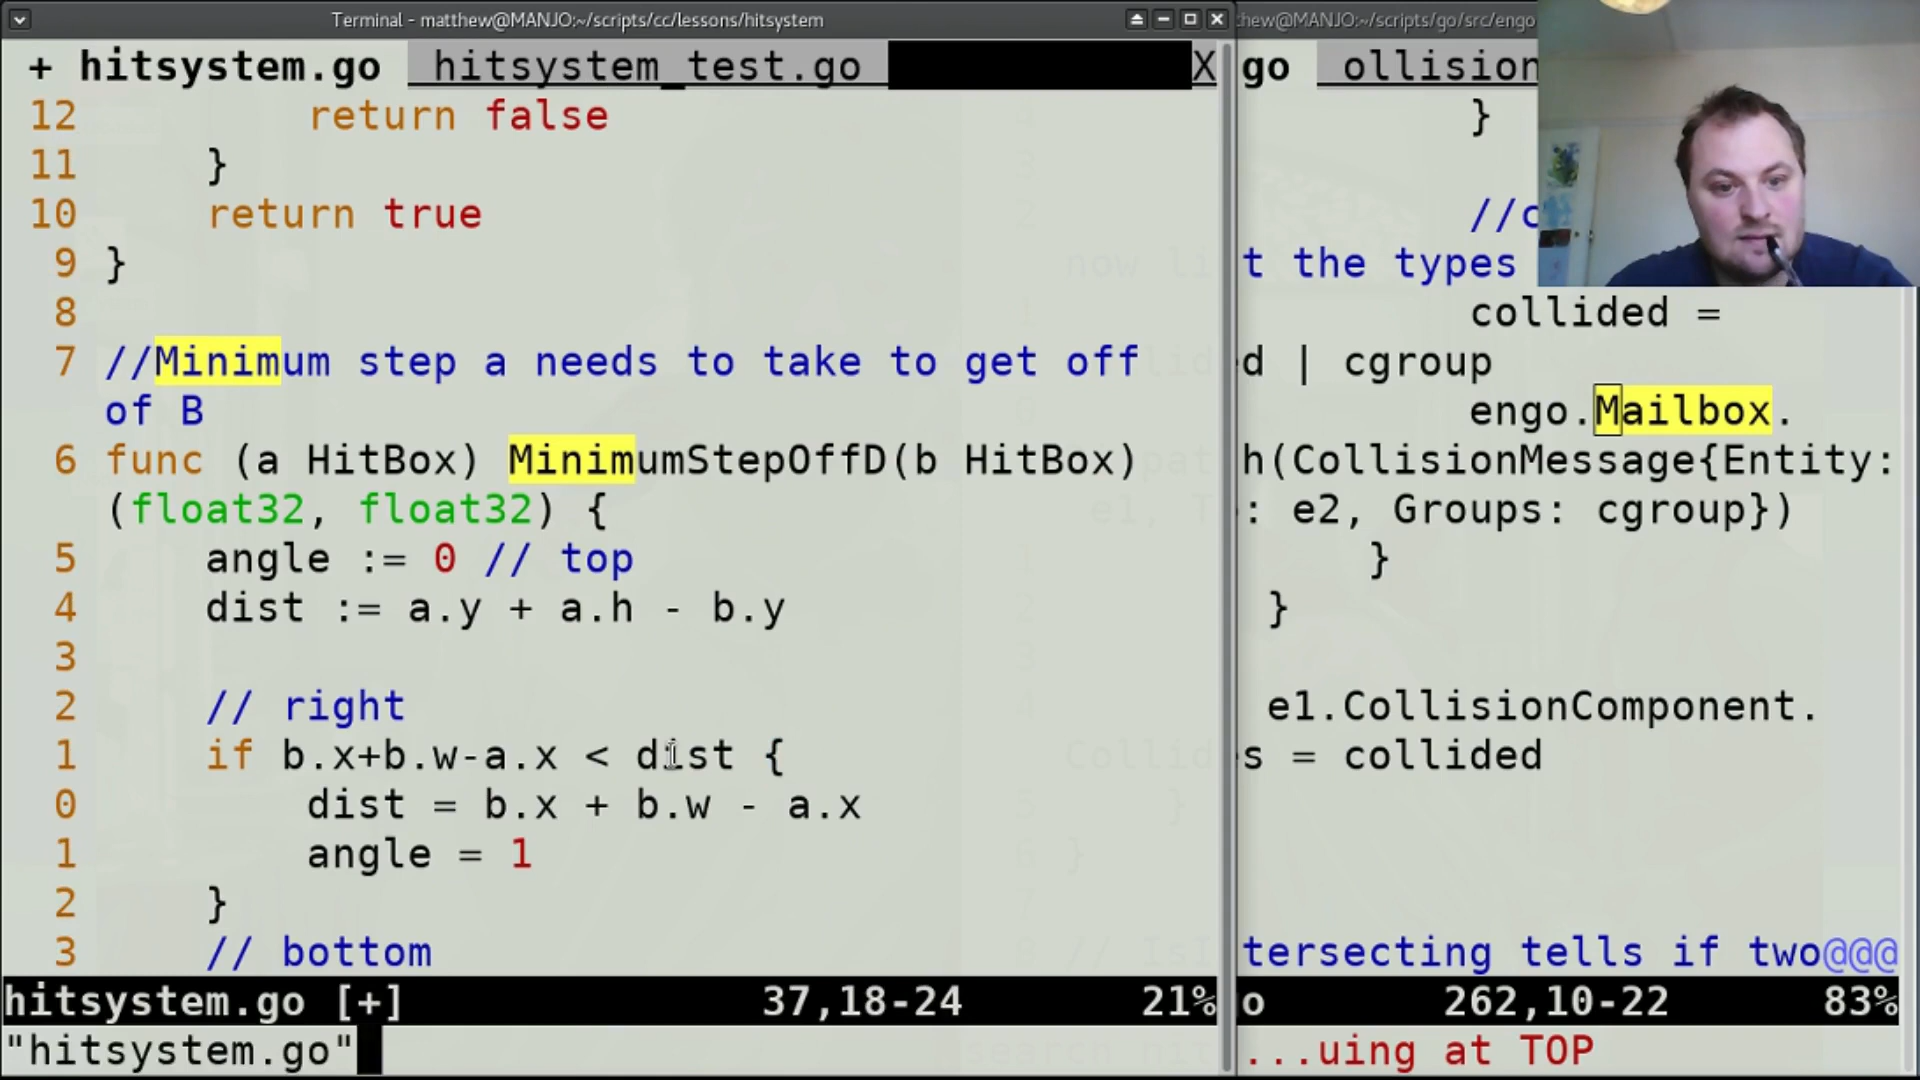 Terminal - matthew@MANJO:~/scripts/cc/lessons/hitsystem
+ hitsystem.go hitsystem_test.go X
12 return false
11 }
10 return true
9 }
8
7 //Minimum step a needs to take to get off
of B
6 func (a HitBox) MinimumStepOffD(b HitBox)
(float32, float32) {
5 angle := 0 // top
4 dist := a.y + a.h - b.y
3
2 // right
1 if b.x+b.w-a.x < dist {
0 dist = b.x + b.w - a.x
1 angle = 1
2 }
3 // bottom
hitsystem.go [+] 37,18-24 21%
"hitsystem.go"
hew@MANJO:~/scripts/go/src/engo
go ollision
}
//c
t the types
collided =
d | cgroup
engo.Mailbox.
h(CollisionMessage{Entity:
: e2, Groups: cgroup})
}
}
e1.CollisionComponent.
s = collided
tersecting tells if two@@@
o 262,10-22 83%
...uing at TOP